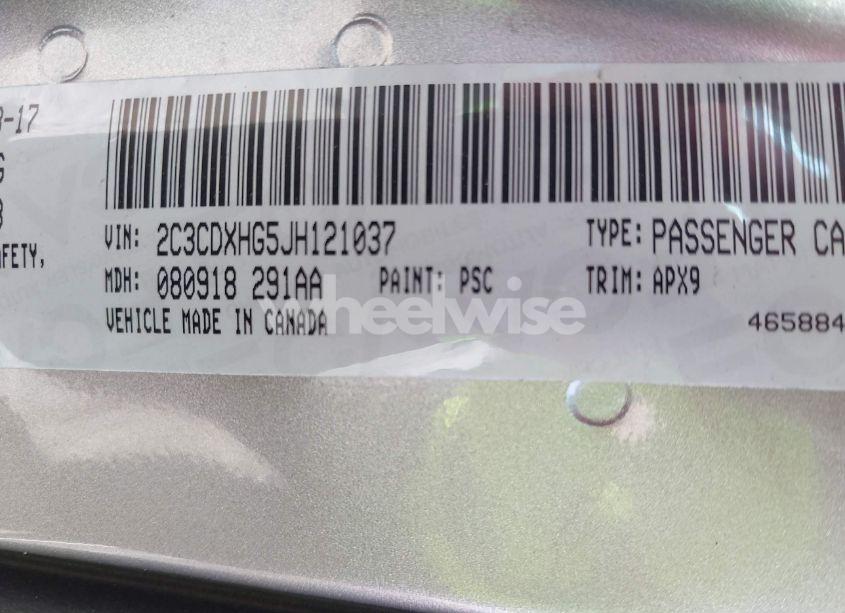 -17
VIN: 2C3CDXHG5JH121037 TYPE: PASSENGER CA
AFETY,
MDH: 080918 291AA PAINT: PSC TRIM: APX9
VEHICLE MADE IN CANADA 465884
wheelwise